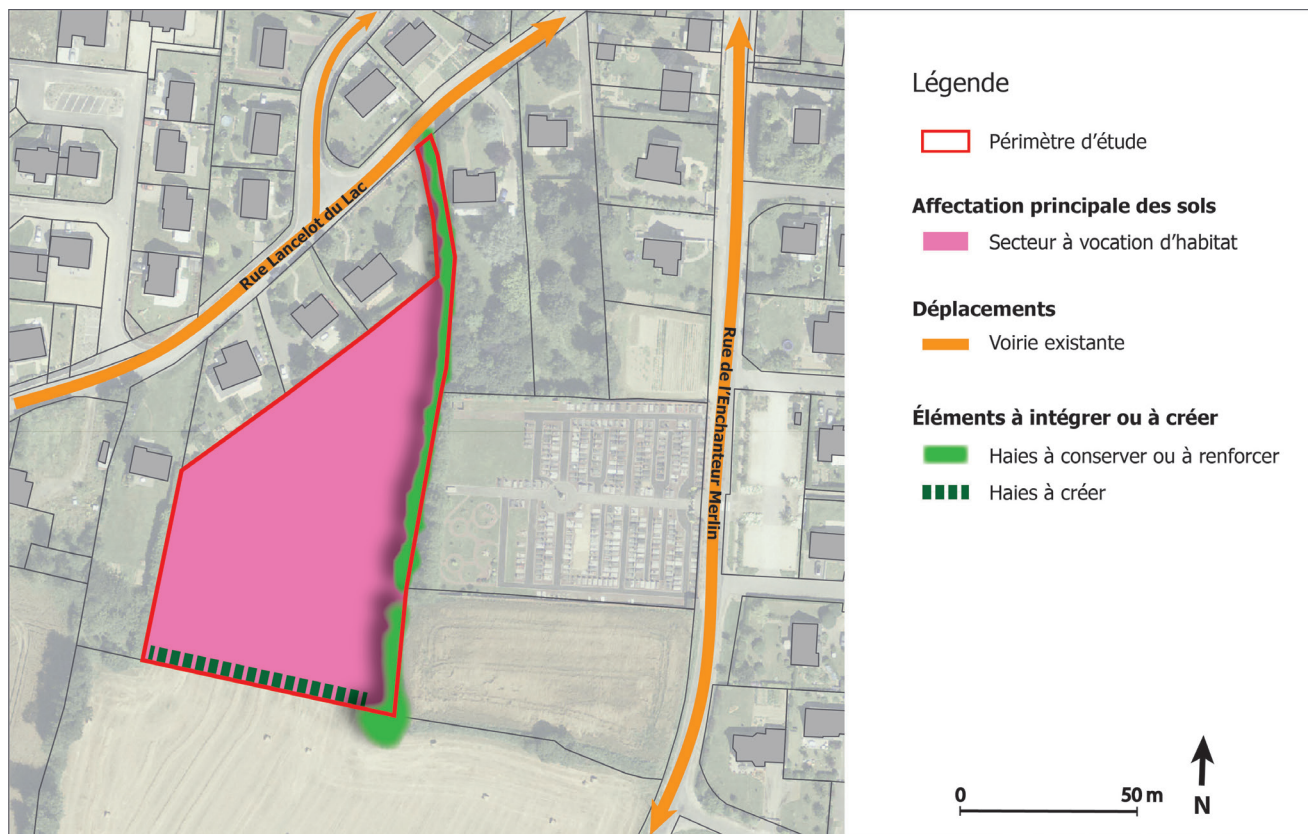 Rue Lancelot du Lac
Rue de l'Enchanteur Merlin
Légende
Périmètre d'étude
Affectation principale des sols
Secteur à vocation d'habitat
Déplacements
Voirie existante
Éléments à intégrer ou à créer
Haies à conserver ou à renforcer
Haies à créer
0 50 m
N